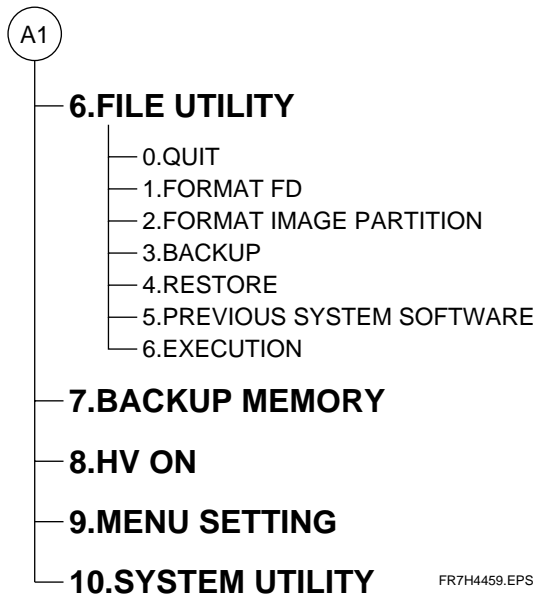 A1
6.FILE UTILITY
0.QUIT
1.FORMAT FD
2.FORMAT IMAGE PARTITION
3.BACKUP
4.RESTORE
5.PREVIOUS SYSTEM SOFTWARE
6.EXECUTION
7.BACKUP MEMORY
8.HV ON
9.MENU SETTING
10.SYSTEM UTILITY
FR7H4459.EPS